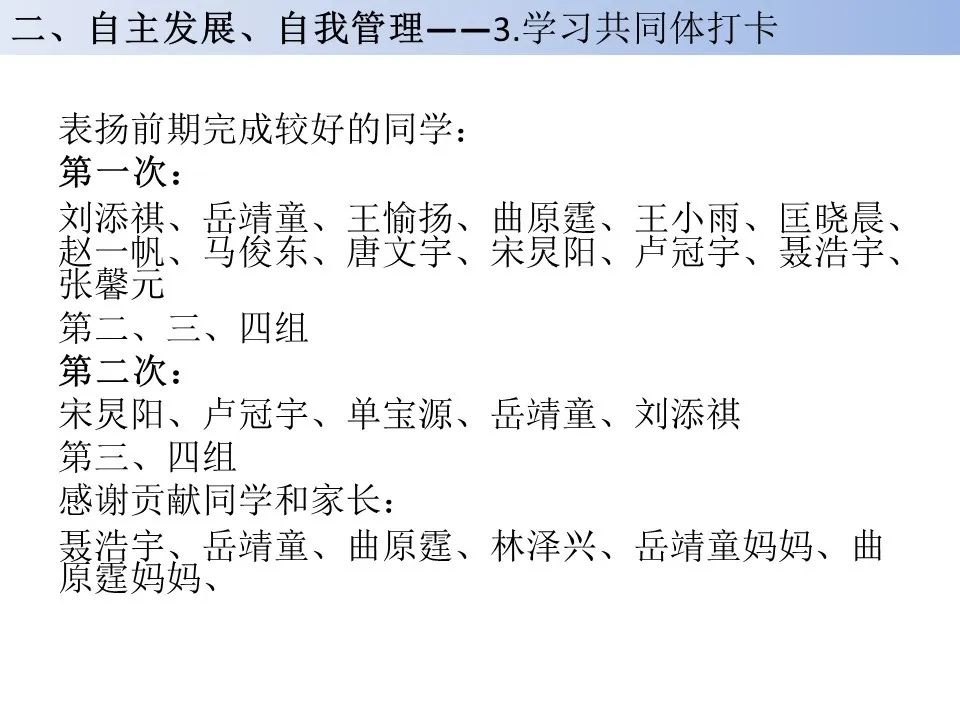 二、自主发展、自我管理——3.学习共同体打卡
表扬前期完成较好的同学：
第一次：
刘添祺、岳靖童、王愉扬、曲原霆、王小雨、匡晓晨、
赵一帆、马俊东、唐文宇、宋炅阳、卢冠宇、聂浩宇、
张馨元
第二、三、四组
第二次：
宋炅阳、卢冠宇、单宝源、岳靖童、刘添祺
第三、四组
感谢贡献同学和家长：
聂浩宇、岳靖童、曲原霆、林泽兴、岳靖童妈妈、曲
原霆妈妈、